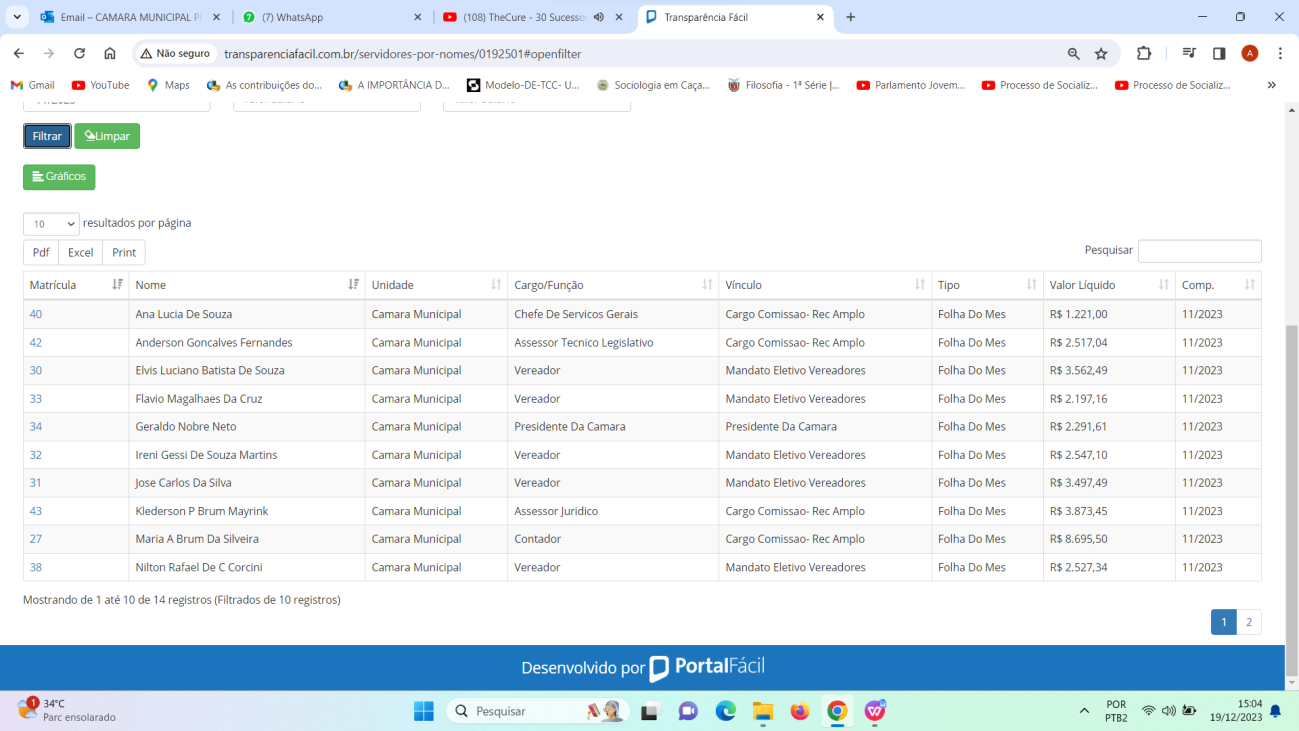 Email – CAMARA MUNICIPAL P
(7) WhatsApp
(108) TheCure - 30 Sucesso
Transparência Fácil
Não seguro
transparenciafacil.com.br/servidores-por-nomes/0192501#openfilter
A
Gmail
YouTube
Maps
As contribuições do...
A IMPORTÂNCIA D...
Modelo-DE-TCC- U...
Sociologia em Caça...
Filosofia - 1ª Série |...
Parlamento Jovem...
Processo de Socializ...
Processo de Socializ...
»
Filtrar Limpar
Gráficos
10 resultados por página
Pdf Excel Print
Pesquisar
Matrícula Nome Unidade Cargo/Função Vínculo Tipo Valor Líquido Comp.
40 Ana Lucia De Souza Camara Municipal Chefe De Servicos Gerais Cargo Comissao- Rec Amplo Folha Do Mes R$ 1.221,00 11/2023
42 Anderson Goncalves Fernandes Camara Municipal Assessor Tecnico Legislativo Cargo Comissao- Rec Amplo Folha Do Mes R$ 2.517,04 11/2023
30 Elvis Luciano Batista De Souza Camara Municipal Vereador Mandato Eletivo Vereadores Folha Do Mes R$ 3.562,49 11/2023
33 Flavio Magalhaes Da Cruz Camara Municipal Vereador Mandato Eletivo Vereadores Folha Do Mes R$ 2.197,16 11/2023
34 Geraldo Nobre Neto Camara Municipal Presidente Da Camara Presidente Da Camara Folha Do Mes R$ 2.291,61 11/2023
32 Ireni Gessi De Souza Martins Camara Municipal Vereador Mandato Eletivo Vereadores Folha Do Mes R$ 2.547,10 11/2023
31 Jose Carlos Da Silva Camara Municipal Vereador Mandato Eletivo Vereadores Folha Do Mes R$ 3.497,49 11/2023
43 Klederson P Brum Mayrink Camara Municipal Assessor Juridico Cargo Comissao- Rec Amplo Folha Do Mes R$ 3.873,45 11/2023
27 Maria A Brum Da Silveira Camara Municipal Contador Cargo Comissao- Rec Amplo Folha Do Mes R$ 8.695,50 11/2023
38 Nilton Rafael De C Corcini Camara Municipal Vereador Mandato Eletivo Vereadores Folha Do Mes R$ 2.527,34 11/2023
Mostrando de 1 até 10 de 14 registros (Filtrados de 10 registros)
1 2
Desenvolvido por PortalFácil
1
34°C
Parc ensolarado
Pesquisar
POR
PTB2
15:04
19/12/2023